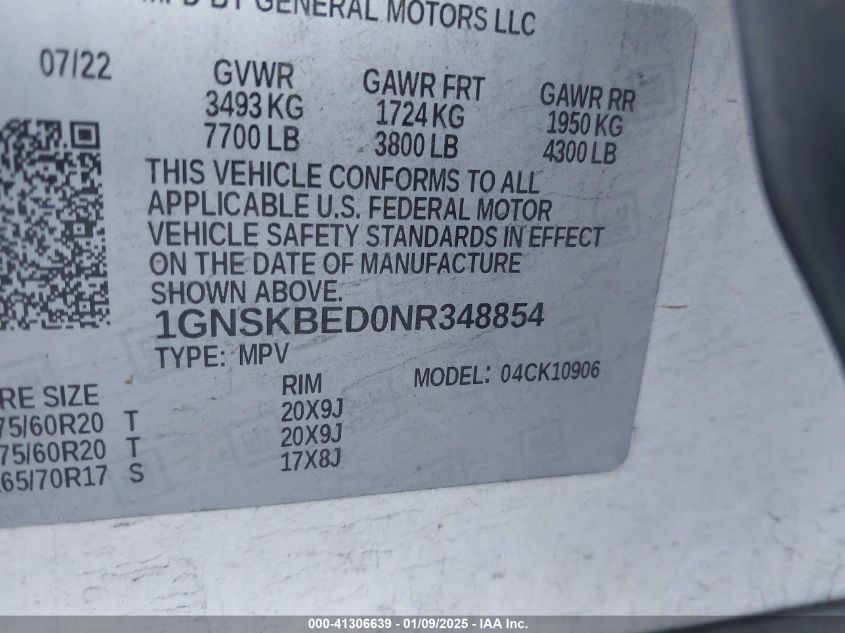 MFD BY GENERAL MOTORS LLC
07/22
GVWR GAWR FRT GAWR RR
3493 KG 1724 KG 1950 KG
7700 LB 3800 LB 4300 LB
THIS VEHICLE CONFORMS TO ALL
APPLICABLE U.S. FEDERAL MOTOR
VEHICLE SAFETY STANDARDS IN EFFECT
ON THE DATE OF MANUFACTURE
SHOWN ABOVE.
1GNSKBED0NR348854
TYPE: MPV MODEL: 04CK10906
RE SIZE RIM
75/60R20 T 20X9J
75/60R20 T 20X9J
65/70R17 S 17X8J
000-41306639 - 01/09/2025 - IAA Inc.